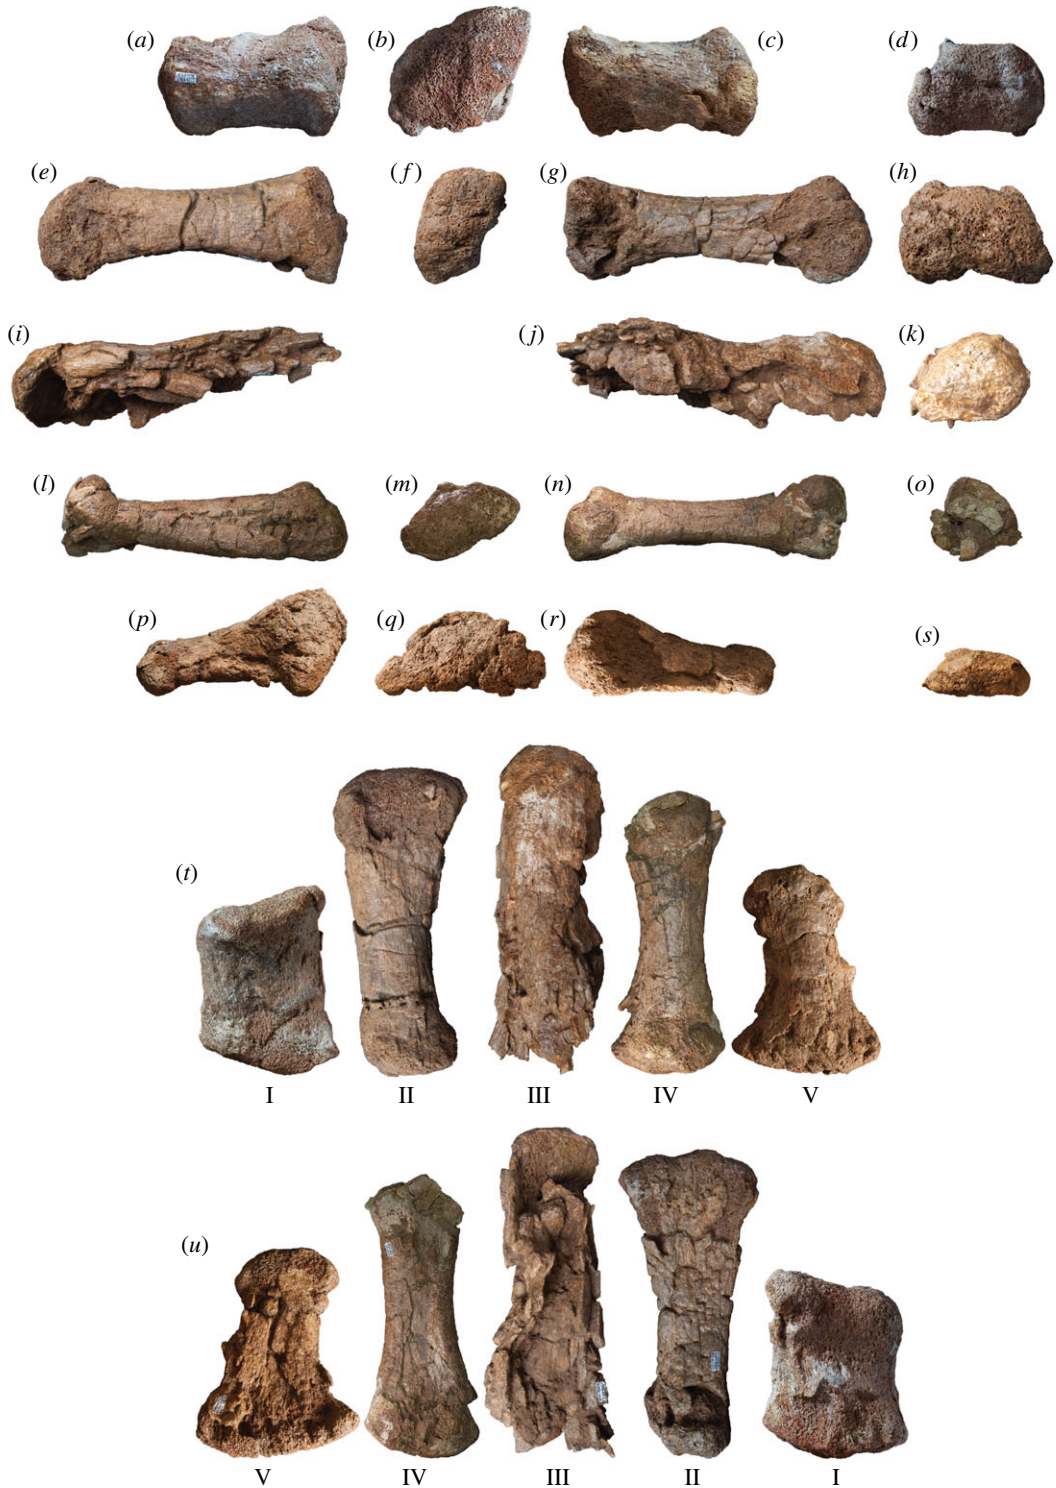 (a) (b) (c) (d)
(e) (f) (g) (h)
(i) (j) (k)
(l) (m) (n) (o)
(p) (q) (r) (s)
(t)
I II III IV V
(u)
V IV III II I